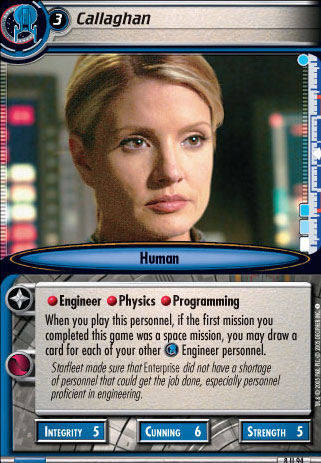 3 Callaghan
Human
Engineer Physics Programming
When you play this personnel, if the first mission you
completed this game was a space mission, you may draw a
card for each of your other Engineer personnel.
Starfleet made sure that Enterprise did not have a shortage
of personnel that could get the job done, especially personnel
proficient in engineering.
INTEGRITY 5 CUNNING 6 STRENGTH 5
8 U 94